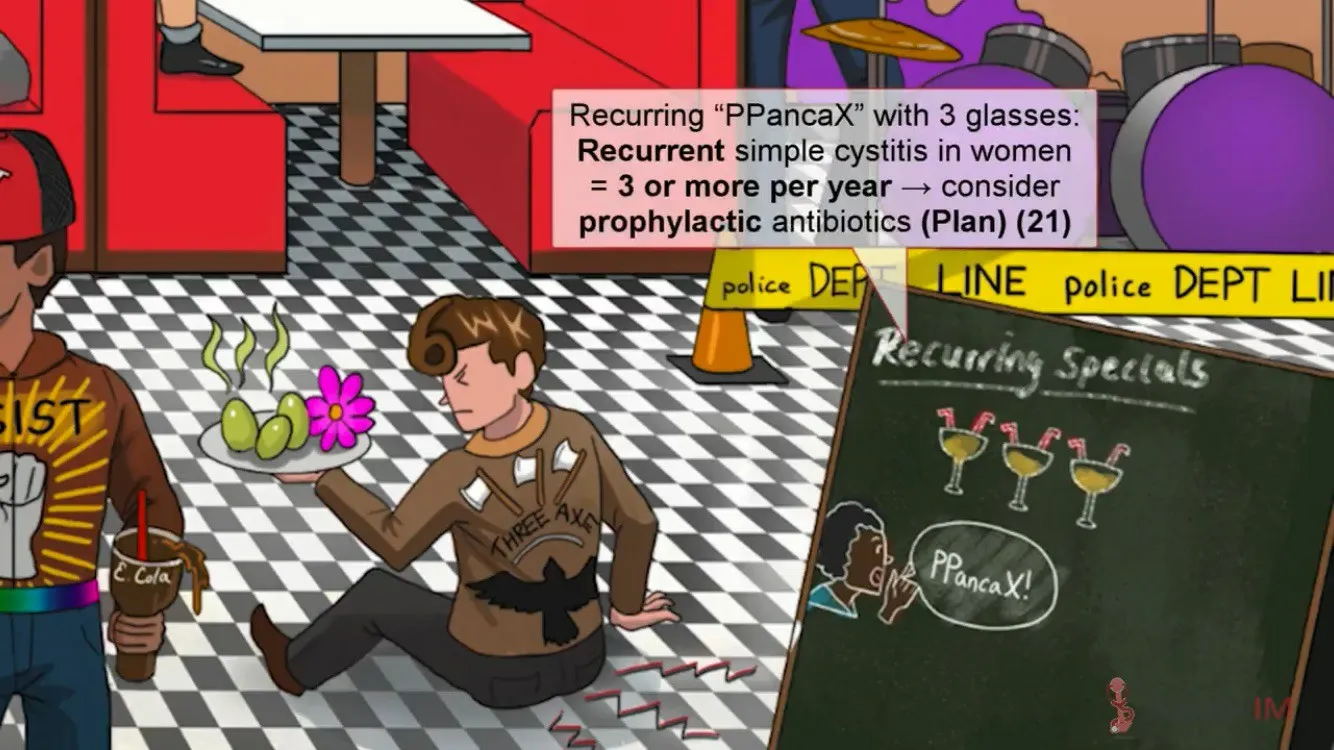 Recurring “PPancaX” with 3 glasses:
Recurrent simple cystitis in women
= 3 or more per year → consider
prophylactic antibiotics (Plan) (21)
police DEPT LINE police DEPT LI
Recurring Specials
WK
SIST
THREE AXE
E. Cola
PPancaX!
IM